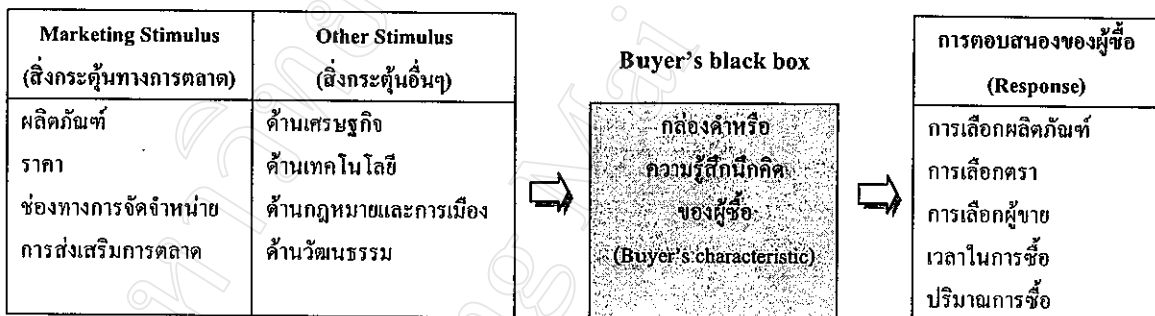 Marketing Stimulus
(สิ่งกระตุ้นทางการตลาด)
ผลิตภัณฑ์
ราคา
ช่องทางการจัดจำหน่าย
การส่งเสริมการตลาด
Other Stimulus
(สิ่งกระตุ้นอื่นๆ)
ด้านเศรษฐกิจ
ด้านเทคโนโลยี
ด้านกฎหมายและการเมือง
ด้านวัฒนธรรม
Buyer's black box
กล่องดำหรือ
ความรู้สึกนึกคิด
ของผู้ซื้อ
(Buyer's characteristic)
การตอบสนองของผู้ซื้อ
(Response)
การเลือกผลิตภัณฑ์
การเลือกตรา
การเลือกผู้ขาย
เวลาในการซื้อ
ปริมาณการซื้อ